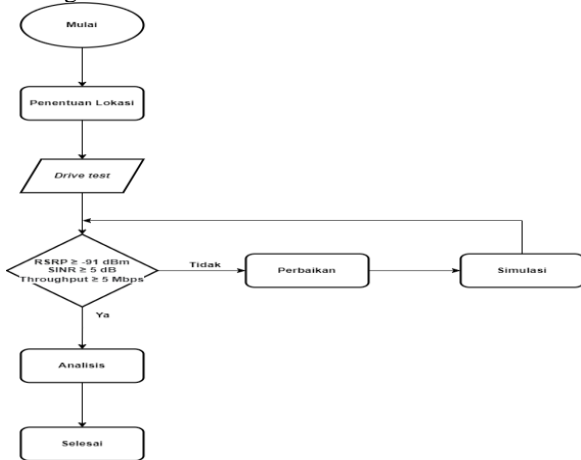 Mulai
Penentuan Lokasi
Drive test
RSRP ≥ -91 dBm
SINR ≥ 5 dB
Throughput ≥ 5 Mbps
Tidak
Perbaikan
Simulasi
Ya
Analisis
Selesai